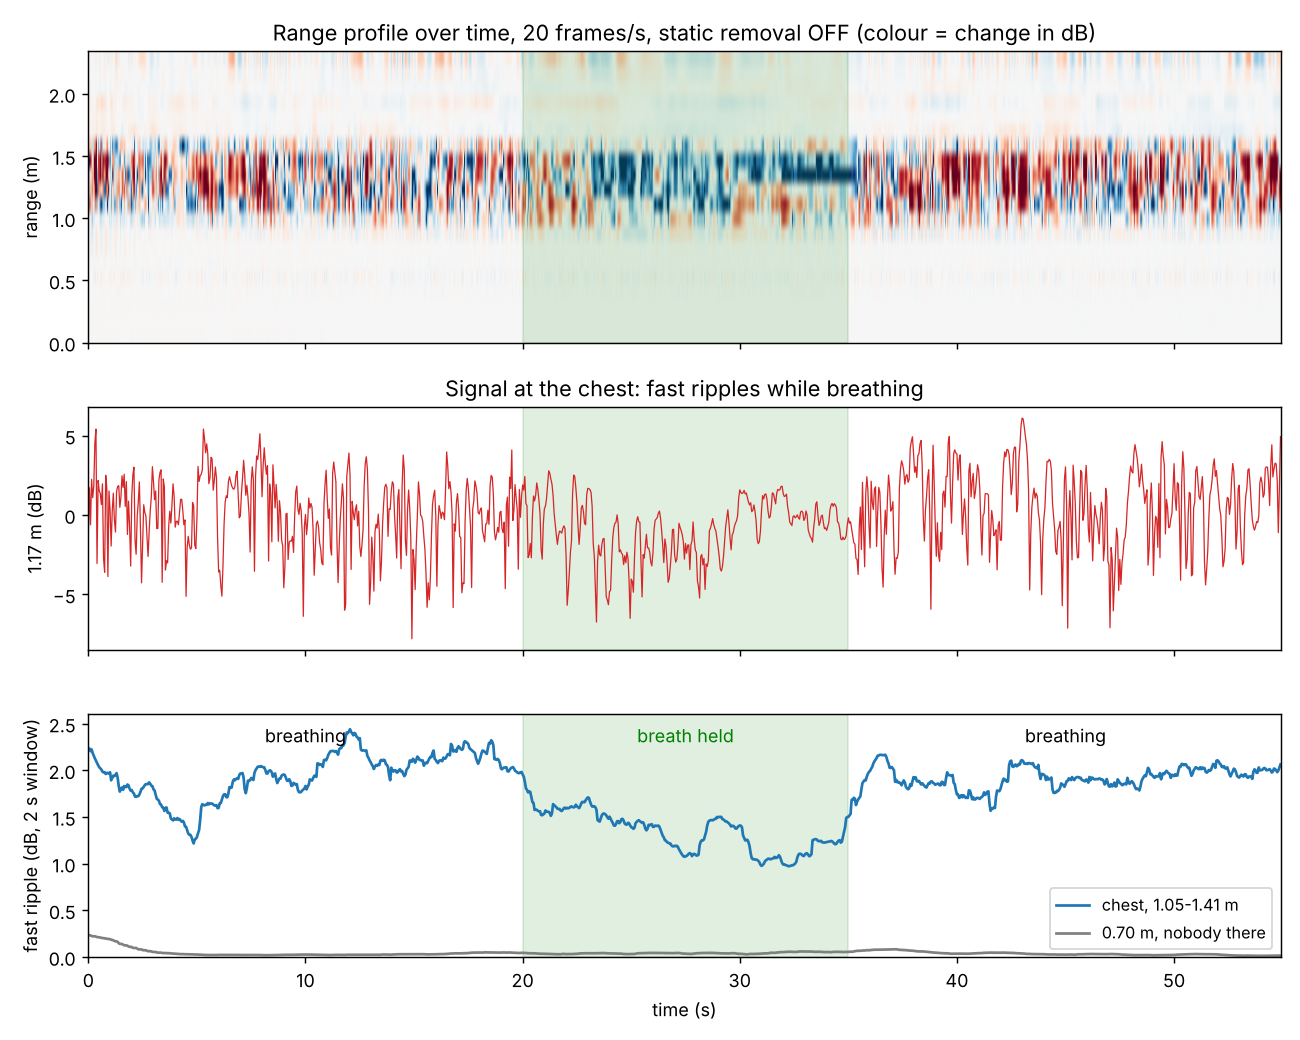 Range profile over time, 20 frames/s, static removal OFF (colour = change in dB)
range (m)
2.0
1.5
1.0
0.5
0.0
Signal at the chest: fast ripples while breathing
1.17 m (dB)
5
0
−5
fast ripple (dB, 2 s window)
2.5
2.0
1.5
1.0
0.5
0.0
breathing
breath held
breathing
chest, 1.05-1.41 m
0.70 m, nobody there
0 10 20 30 40 50
time (s)